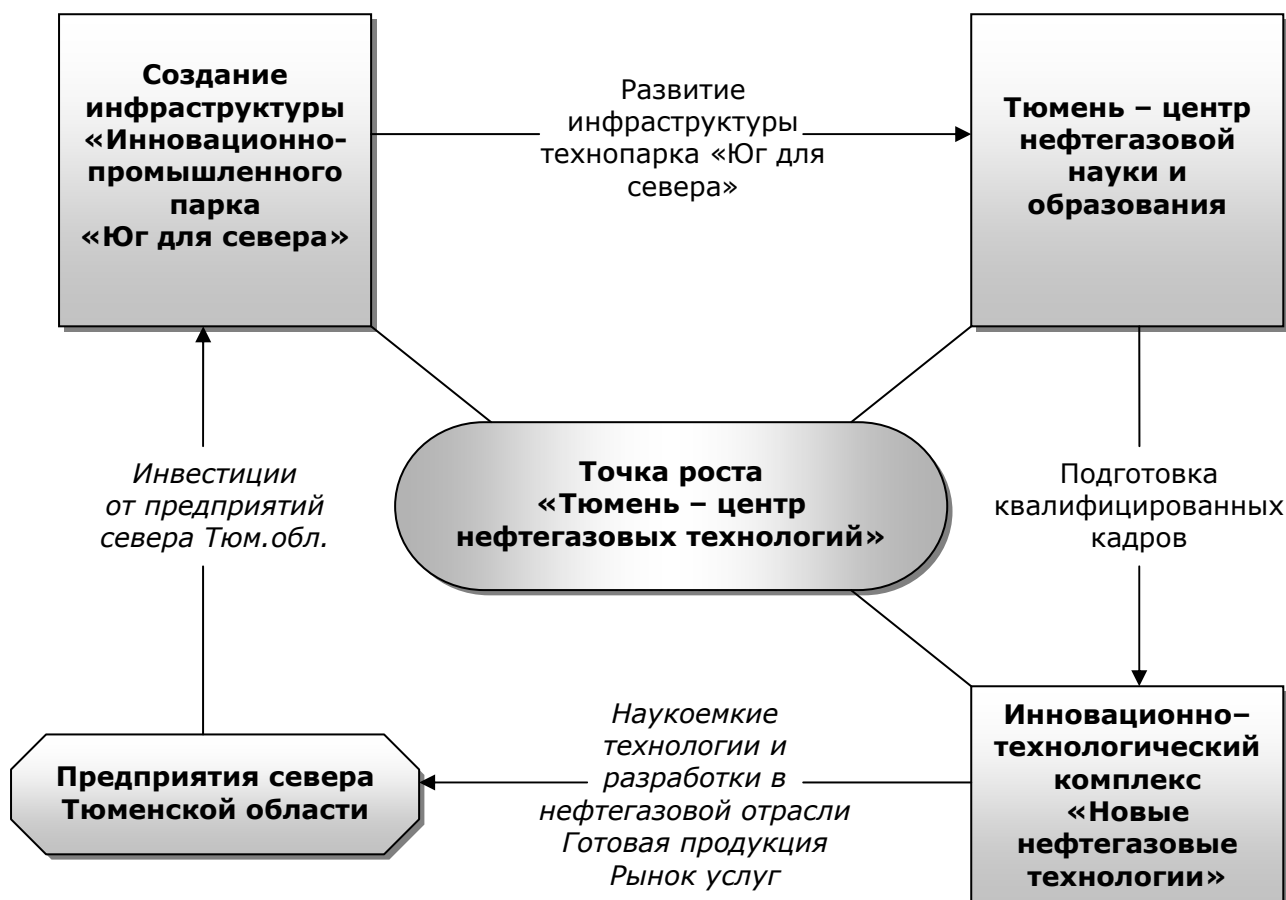 Создание
инфраструктуры
«Инновационно-
промышленного
парка
«Юг для севера»
Развитие
инфраструктуры
технопарка «Юг для
севера»
Тюмень – центр
нефтегазовой
науки и
образования
Инвестиции
от предприятий
севера Тюм.обл.
Точка роста
«Тюмень – центр
нефтегазовых технологий»
Подготовка
квалифицированных
кадров
Предприятия севера
Тюменской области
Наукоемкие
технологии и
разработки в
нефтегазовой отрасли
Готовая продукция
Рынок услуг
Инновационно–
технологический
комплекс
«Новые
нефтегазовые
технологии»